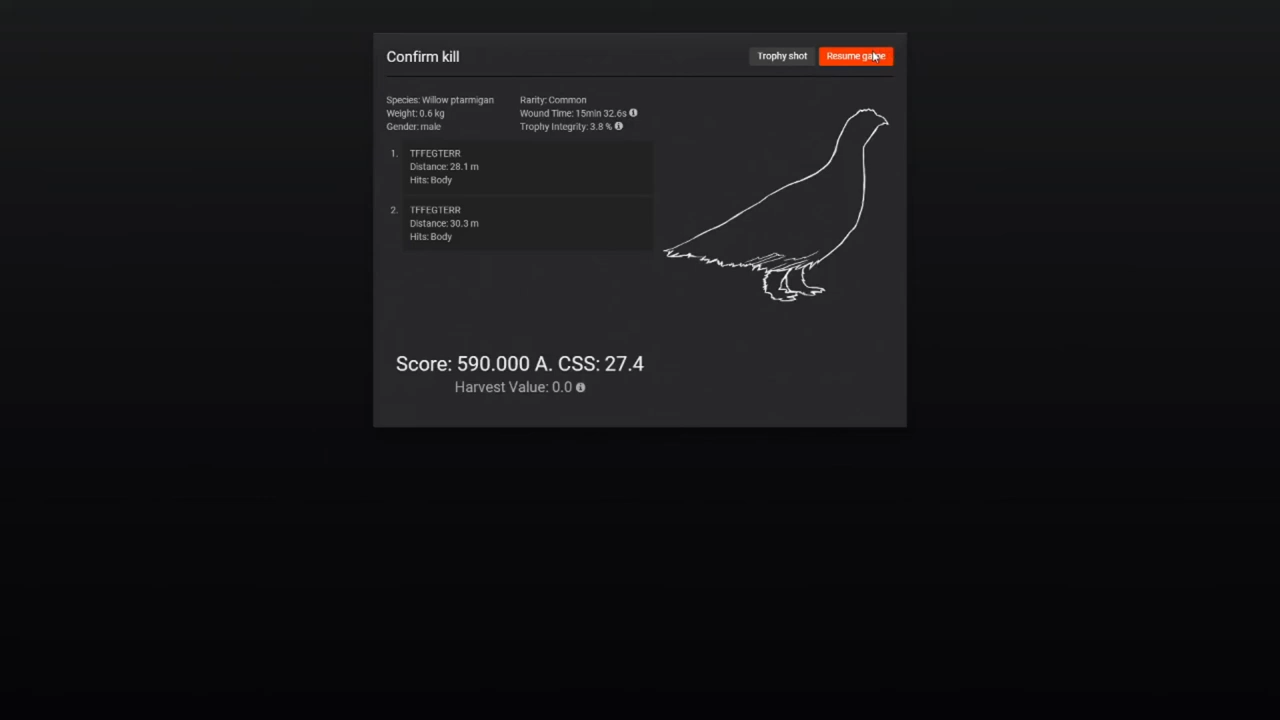 Confirm kill
Trophy shot
Resume game
Species: Willow ptarmigan
Weight: 0.6 kg
Gender: male
Rarity: Common
Wound Time: 15min 32.6s
Trophy Integrity: 3.8 %
1. TFFEGTERR
Distance: 28.1 m
Hits: Body
2. TFFEGTERR
Distance: 30.3 m
Hits: Body
Score: 590.000 A. CSS: 27.4
Harvest Value: 0.0